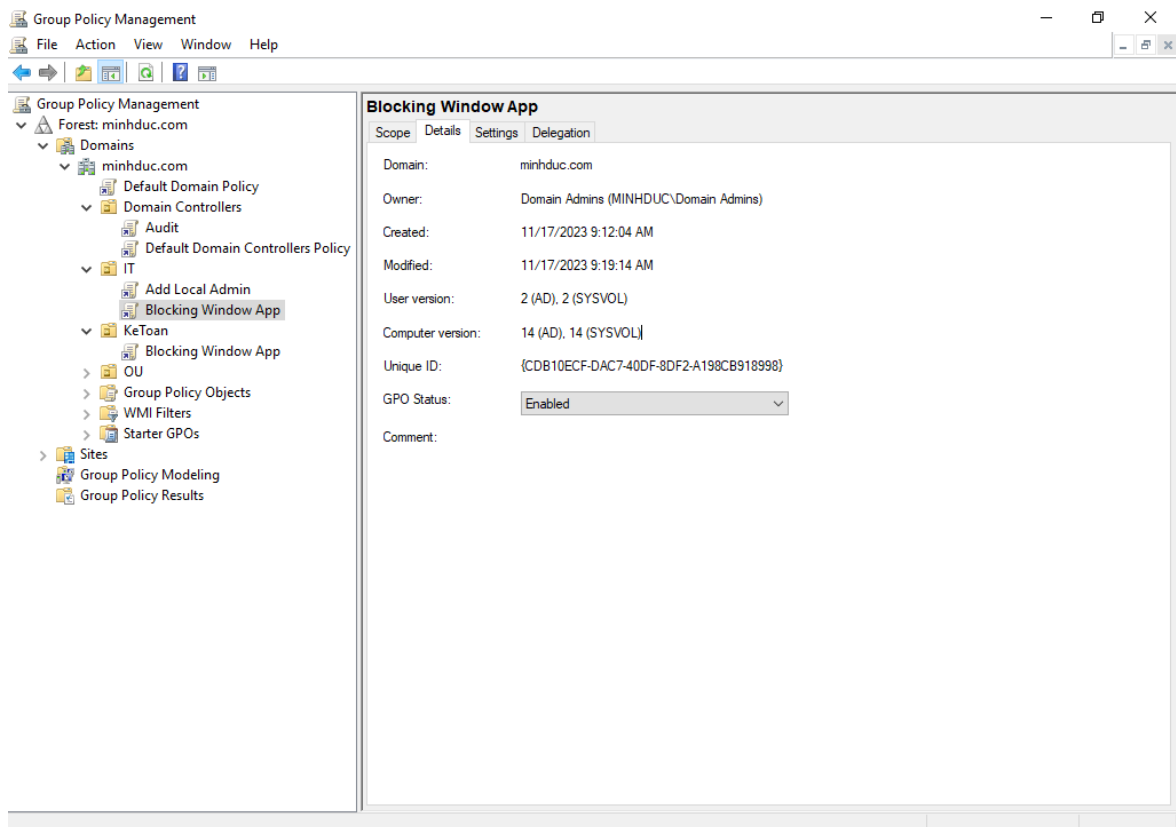 Group Policy Management
File Action View Window Help
Group Policy Management
Forest: minhduc.com
Domains
minhduc.com
Default Domain Policy
Domain Controllers
Audit
Default Domain Controllers Policy
IT
Add Local Admin
Blocking Window App
KeToan
Blocking Window App
OU
Group Policy Objects
WMI Filters
Starter GPOs
Sites
Group Policy Modeling
Group Policy Results
Blocking Window App
Scope Details Settings Delegation
Domain: minhduc.com
Owner: Domain Admins (MINHDUC\Domain Admins)
Created: 11/17/2023 9:12:04 AM
Modified: 11/17/2023 9:19:14 AM
User version: 2 (AD), 2 (SYSVOL)
Computer version: 14 (AD), 14 (SYSVOL)
Unique ID: {CDB10ECF-DAC7-40DF-8DF2-A198CB918998}
GPO Status: Enabled
Comment: